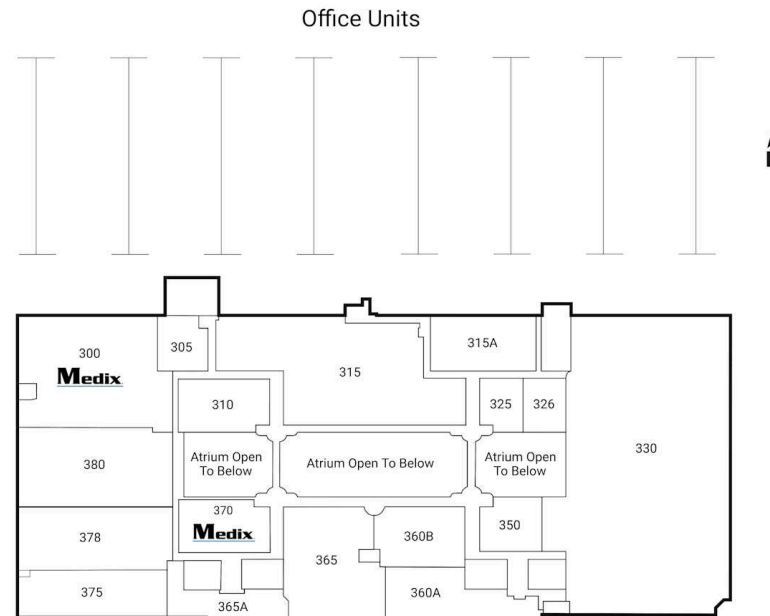 Office Units
300
Medix
305
315
315A
310
325
326
Atrium Open
To Below
Atrium Open To Below
Atrium Open
To Below
330
380
370
Medix
350
378
365
360B
375
365A
360A